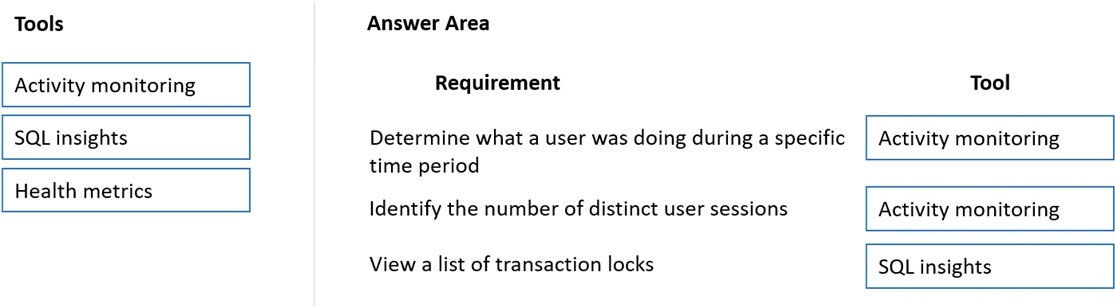 Tools
Activity monitoring
SQL insights
Health metrics
Answer Area
Requirement
Tool
Determine what a user was doing during a specific
time period
Activity monitoring
Identify the number of distinct user sessions
Activity monitoring
View a list of transaction locks
SQL insights